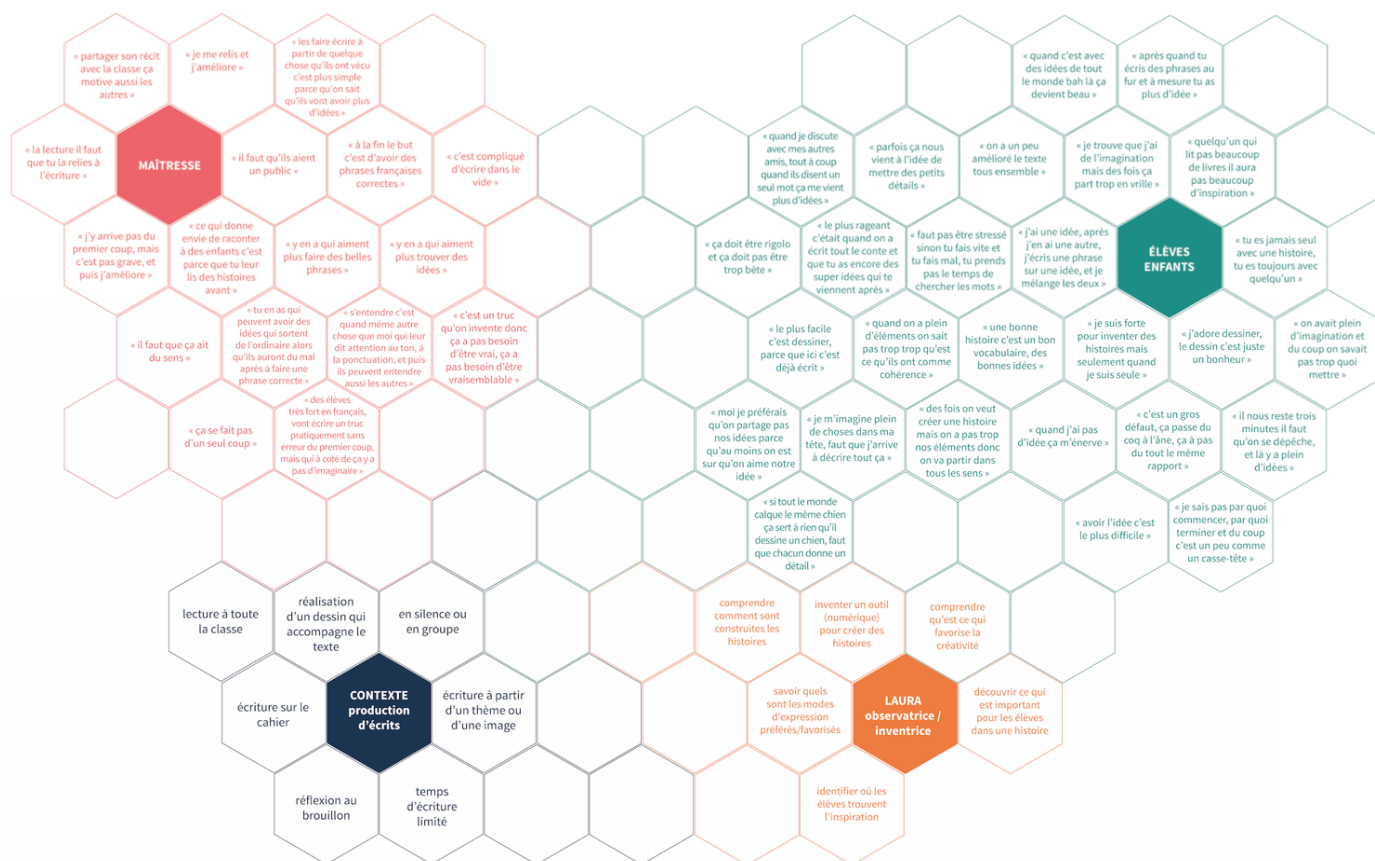 « partager son récit
avec la classe ça
motive aussi les
autres »
« je me relis et
j'améliore »
« les faire écrire à
partir de quelque
chose qu'ils ont vécu
c'est plus simple
parce qu'on sait
qu'ils vont avoir plus
d'idées »
« quand c'est avec
des idées de tout
le monde bah là ça
devient beau »
« après quand tu
écris des phrases au
fur et à mesure tu as
plus d'idée »
« la lecture il faut
que tu la relies à
l'écriture »
MAÎTRESSE
« il faut qu'ils aient
un public »
« à la fin le but
c'est d'avoir des
phrases françaises
correctes »
« c'est compliqué
d'écrire dans le
vide »
« quand je discute
avec mes autres
amis, tout à coup
quand ils disent un
seul mot ça me vient
plus d'idées »
« parfois ça nous
vient à l'idée de
mettre des petits
détails »
« on a un peu
amélioré le texte
tous ensemble »
« je trouve que j'ai
de l'imagination
mais des fois ça
part trop en vrille »
« quelqu'un qui
lit pas beaucoup
de livres il aura
pas beaucoup
d'inspiration »
« j'y arrive pas du
premier coup, mais
c'est pas grave, et
puis j'améliore »
« ce qui donne
envie de raconter
à des enfants c'est
parce que tu leur
lis des histoires
avant »
« y en a qui aiment
plus faire des belles
phrases »
« y en a qui aiment
plus trouver des
idées »
« ça doit être rigolo
et ça doit pas être
trop bête »
« le plus rageant
c'était quand on a
écrit tout le conte et
que tu as encore des
super idées qui te
viennent après »
« faut pas être stressé
sinon tu fais vite et
tu fais mal, tu prends
pas le temps de
chercher les mots »
« j'ai une idée, après
j'en ai une autre,
j'écris une phrase
sur une idée, et je
mélange les deux »
ÉLÈVES
ENFANTS
« tu es jamais seul
avec une histoire,
tu es toujours avec
quelqu'un »
« il faut que ça ait
du sens »
« tu en as qui
peuvent avoir des
idées qui sortent
de l'ordinaire alors
qu'ils auront du mal
après à faire une
phrase correcte »
« s'entendre c'est
quand même autre
chose que moi qui leur
dit attention au ton, à
la ponctuation, et puis
ils peuvent entendre
aussi les autres »
« c'est un truc
qu'on invente donc
ça a pas besoin
d'être vrai, ça a
pas besoin d'être
vraisemblable »
« le plus facile
c'est dessiner,
parce que ici c'est
déjà écrit »
« quand on a plein
d'éléments on sait
pas trop trop qu'est
ce qu'ils ont comme
cohérence »
« une bonne
histoire c'est un bon
vocabulaire, des
bonnes idées »
« je suis forte
pour inventer des
histoires mais
seulement quand
je suis seule »
« j'adore dessiner,
le dessin c'est juste
un bonheur »
« on avait plein
d'imagination et
du coup on savait
pas trop quoi
mettre »
« ça se fait pas
d'un seul coup »
« des élèves
très fort en français,
vont écrire un truc
pratiquement sans
erreur du premier coup,
mais qui à coté de ça y a
pas d'imaginaire »
« moi je préférais
qu'on partage pas
nos idées parce
qu'au moins on est
sur qu'on aime notre
idée »
« je m'imagine plein
de choses dans ma
tête, faut que j'arrive
à décrire tout ça »
« des fois on veut
créer une histoire
mais on a pas trop
nos éléments donc
on va partir dans
tous les sens »
« quand j'ai pas
d'idée ça m'énerve »
« c'est un gros
défaut, ça passe du
coq à l'âne, ça à pas
du tout le même
rapport »
« il nous reste trois
minutes il faut
qu'on se dépêche,
et là y a plein
d'idées »
« si tout le monde
calque le même chien
ça sert à rien qu'il
dessine un chien, faut
que chacun donne un
détail »
« avoir l'idée c'est
le plus difficile »
« je sais pas par quoi
commencer, par quoi
terminer et du coup
c'est un peu comme
un casse-tête »
lecture à toute
la classe
réalisation
d'un dessin qui
accompagne le
texte
en silence ou
en groupe
comprendre
comment sont
construites les
histoires
inventer un outil
(numérique)
pour créer des
histoires
comprendre
qu'est ce qui
favorise la
créativité
écriture sur le
cahier
CONTEXTE
production
d'écrits
écriture à partir
d'un thème ou
d'une image
savoir quels
sont les modes
d'expression
préférés/favorisés
LAURA
observatrice /
inventrice
découvrir ce qui
est important
pour les élèves
dans une histoire
réflexion au
brouillon
temps
d'écriture
limité
identifier où les
élèves trouvent
l'inspiration